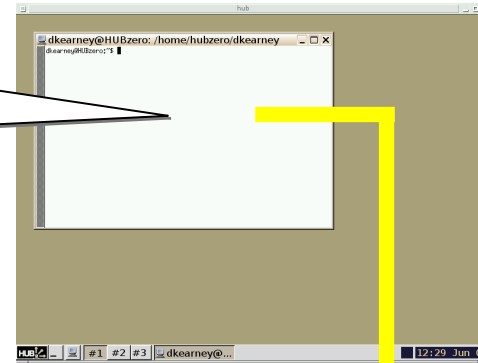 hub
dkearney@HUBzero: /home/hubzero/dkearney
dkearney@HUBzero:~$
HUB #1 #2 #3 dkearney@... 12:29 Jun